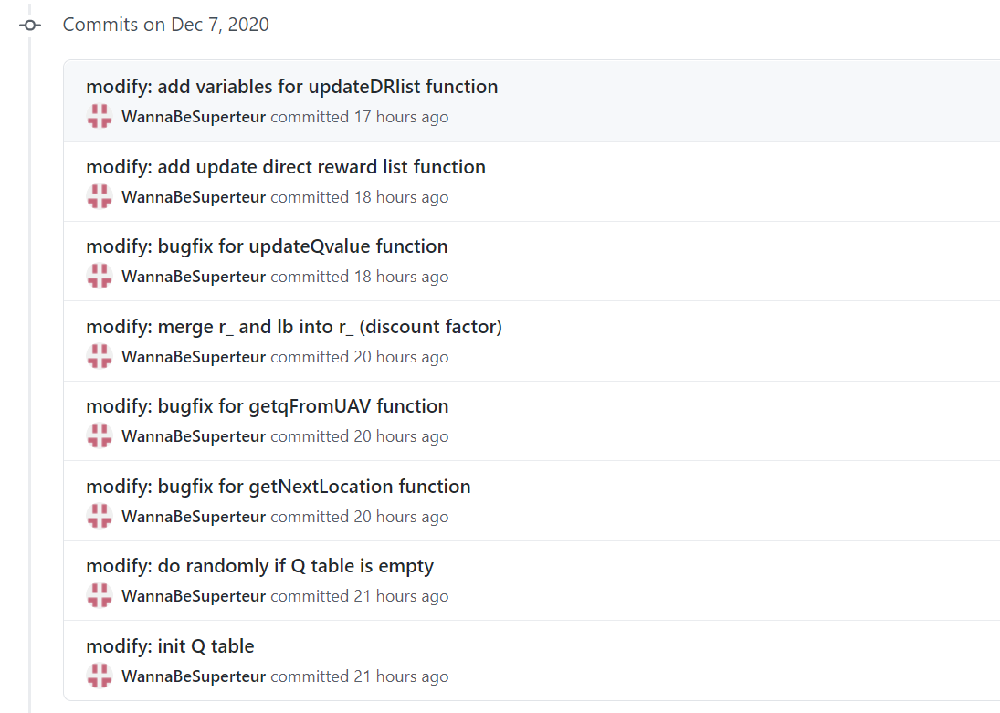 Commits on Dec 7, 2020
modify: add variables for updateDRlist function
WannaBeSuperteur committed 17 hours ago
modify: add update direct reward list function
WannaBeSuperteur committed 18 hours ago
modify: bugfix for updateQvalue function
WannaBeSuperteur committed 18 hours ago
modify: merge r_ and lb into r_ (discount factor)
WannaBeSuperteur committed 20 hours ago
modify: bugfix for getqFromUAV function
WannaBeSuperteur committed 20 hours ago
modify: bugfix for getNextLocation function
WannaBeSuperteur committed 20 hours ago
modify: do randomly if Q table is empty
WannaBeSuperteur committed 21 hours ago
modify: init Q table
WannaBeSuperteur committed 21 hours ago